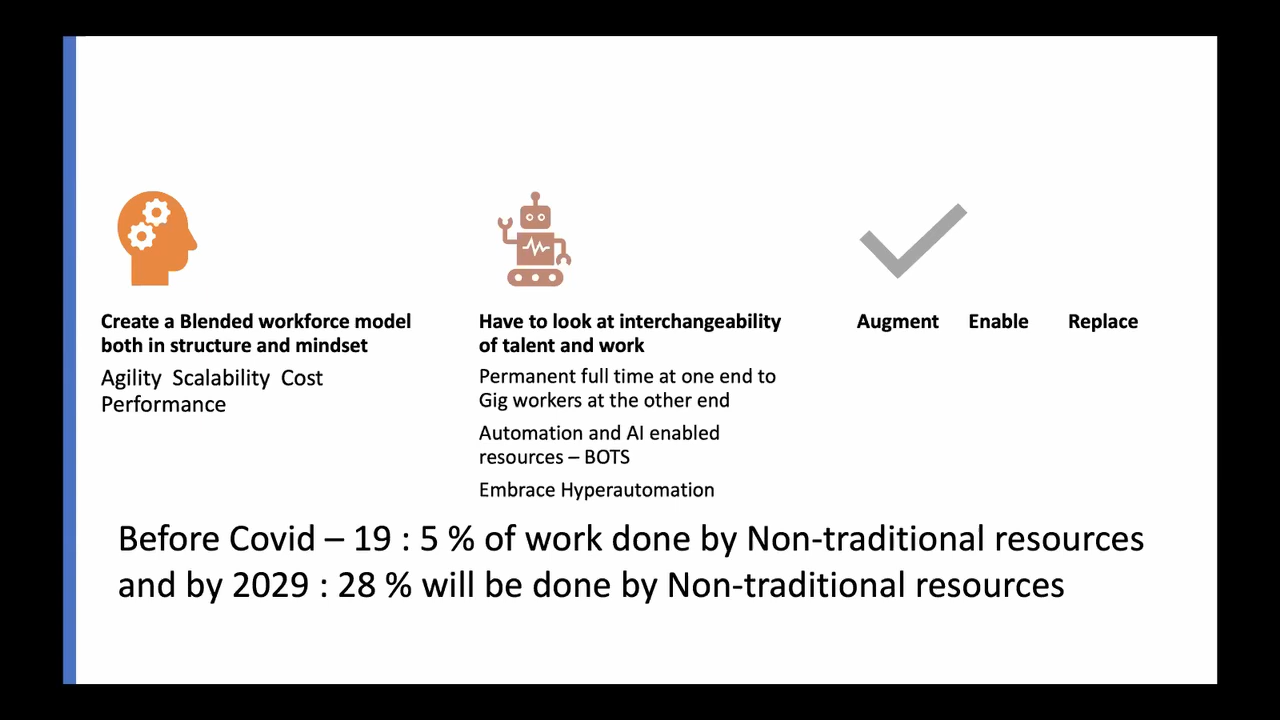 Create a Blended workforce model
both in structure and mindset
Agility Scalability Cost
Performance
Have to look at interchangeability
of talent and work
Permanent full time at one end to
Gig workers at the other end
Automation and AI enabled
resources – BOTS
Embrace Hyperautomation
Augment Enable Replace
Before Covid – 19 : 5 % of work done by Non-traditional resources
and by 2029 : 28 % will be done by Non-traditional resources